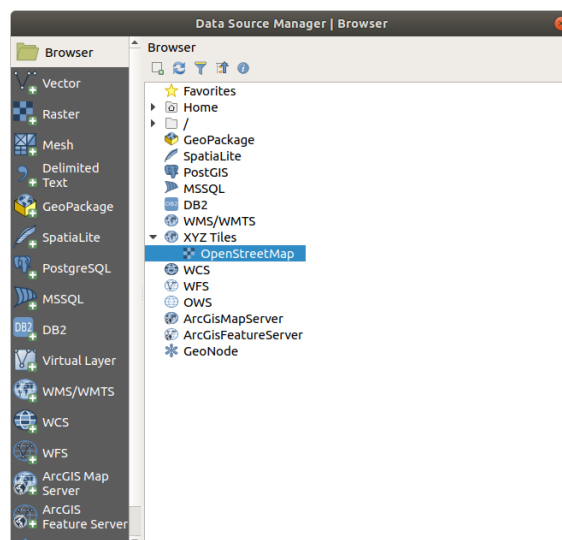 Data Source Manager | Browser
Browser
Vector
Raster
Mesh
Delimited
Text
GeoPackage
SpatiaLite
PostgreSQL
MSSQL
DB2
DB2
Virtual Layer
WMS/WMTS
WCS
WFS
ArcGIS Map
Server
ArcGIS
Feature Server
Browser
Favorites
Home
/
GeoPackage
SpatiaLite
PostGIS
MSSQL
DB2
DB2
WMS/WMTS
XYZ Tiles
OpenStreetMap
WCS
WFS
OWS
ArcGisMapServer
ArcGisFeatureServer
GeoNode